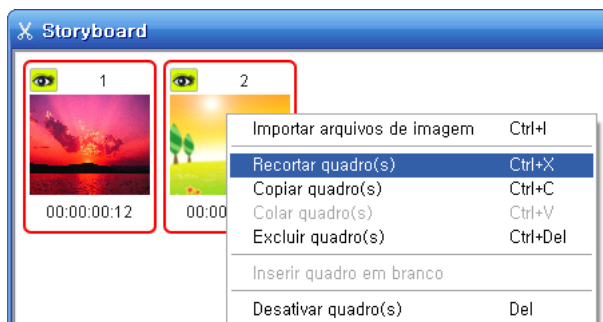 Storyboard
1 2
Importar arquivos de imagem Ctrl+I
Recortar quadro(s) Ctrl+X
Copiar quadro(s) Ctrl+C
Colar quadro(s) Ctrl+V
Excluir quadro(s) Ctrl+Del
Inserir quadro em branco
Desativar quadro(s) Del
00:00:00:12 00:00